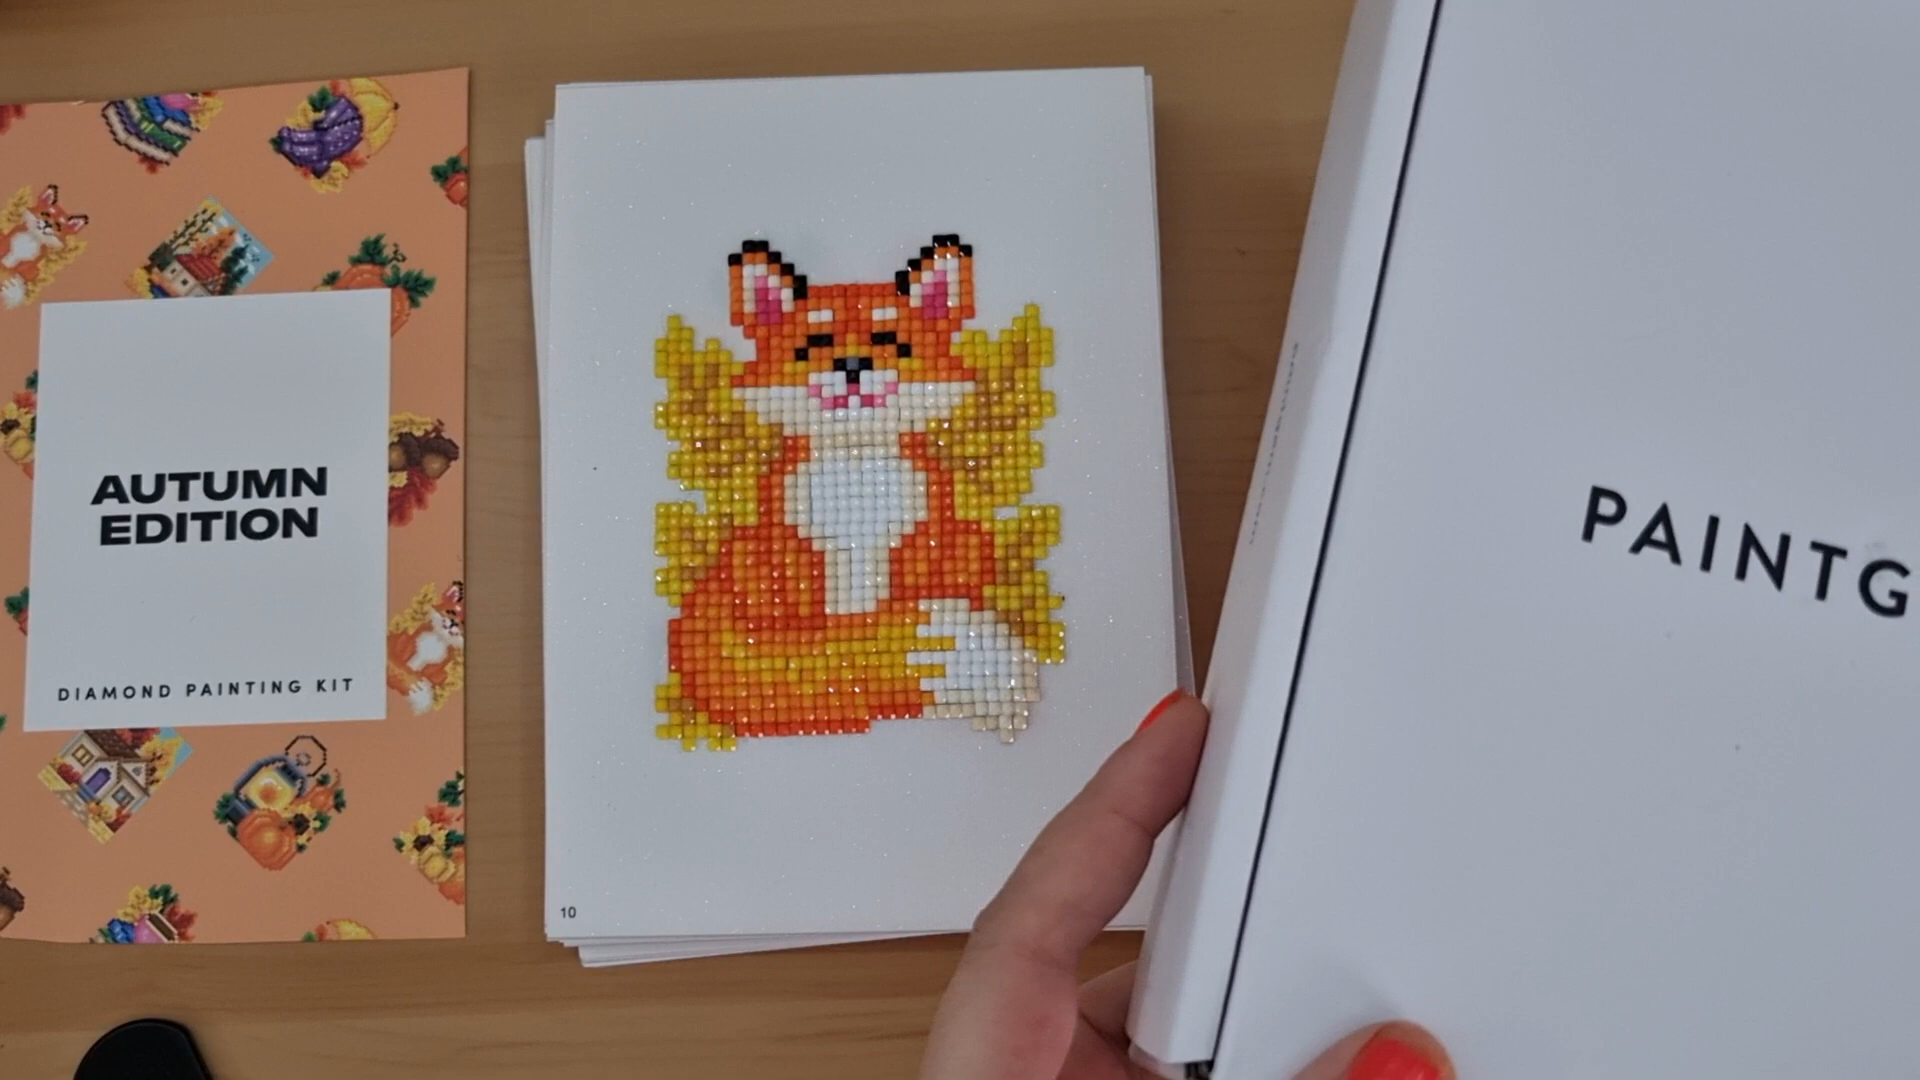 AUTUMN
EDITION
DIAMOND PAINTING KIT
10
PAINTG